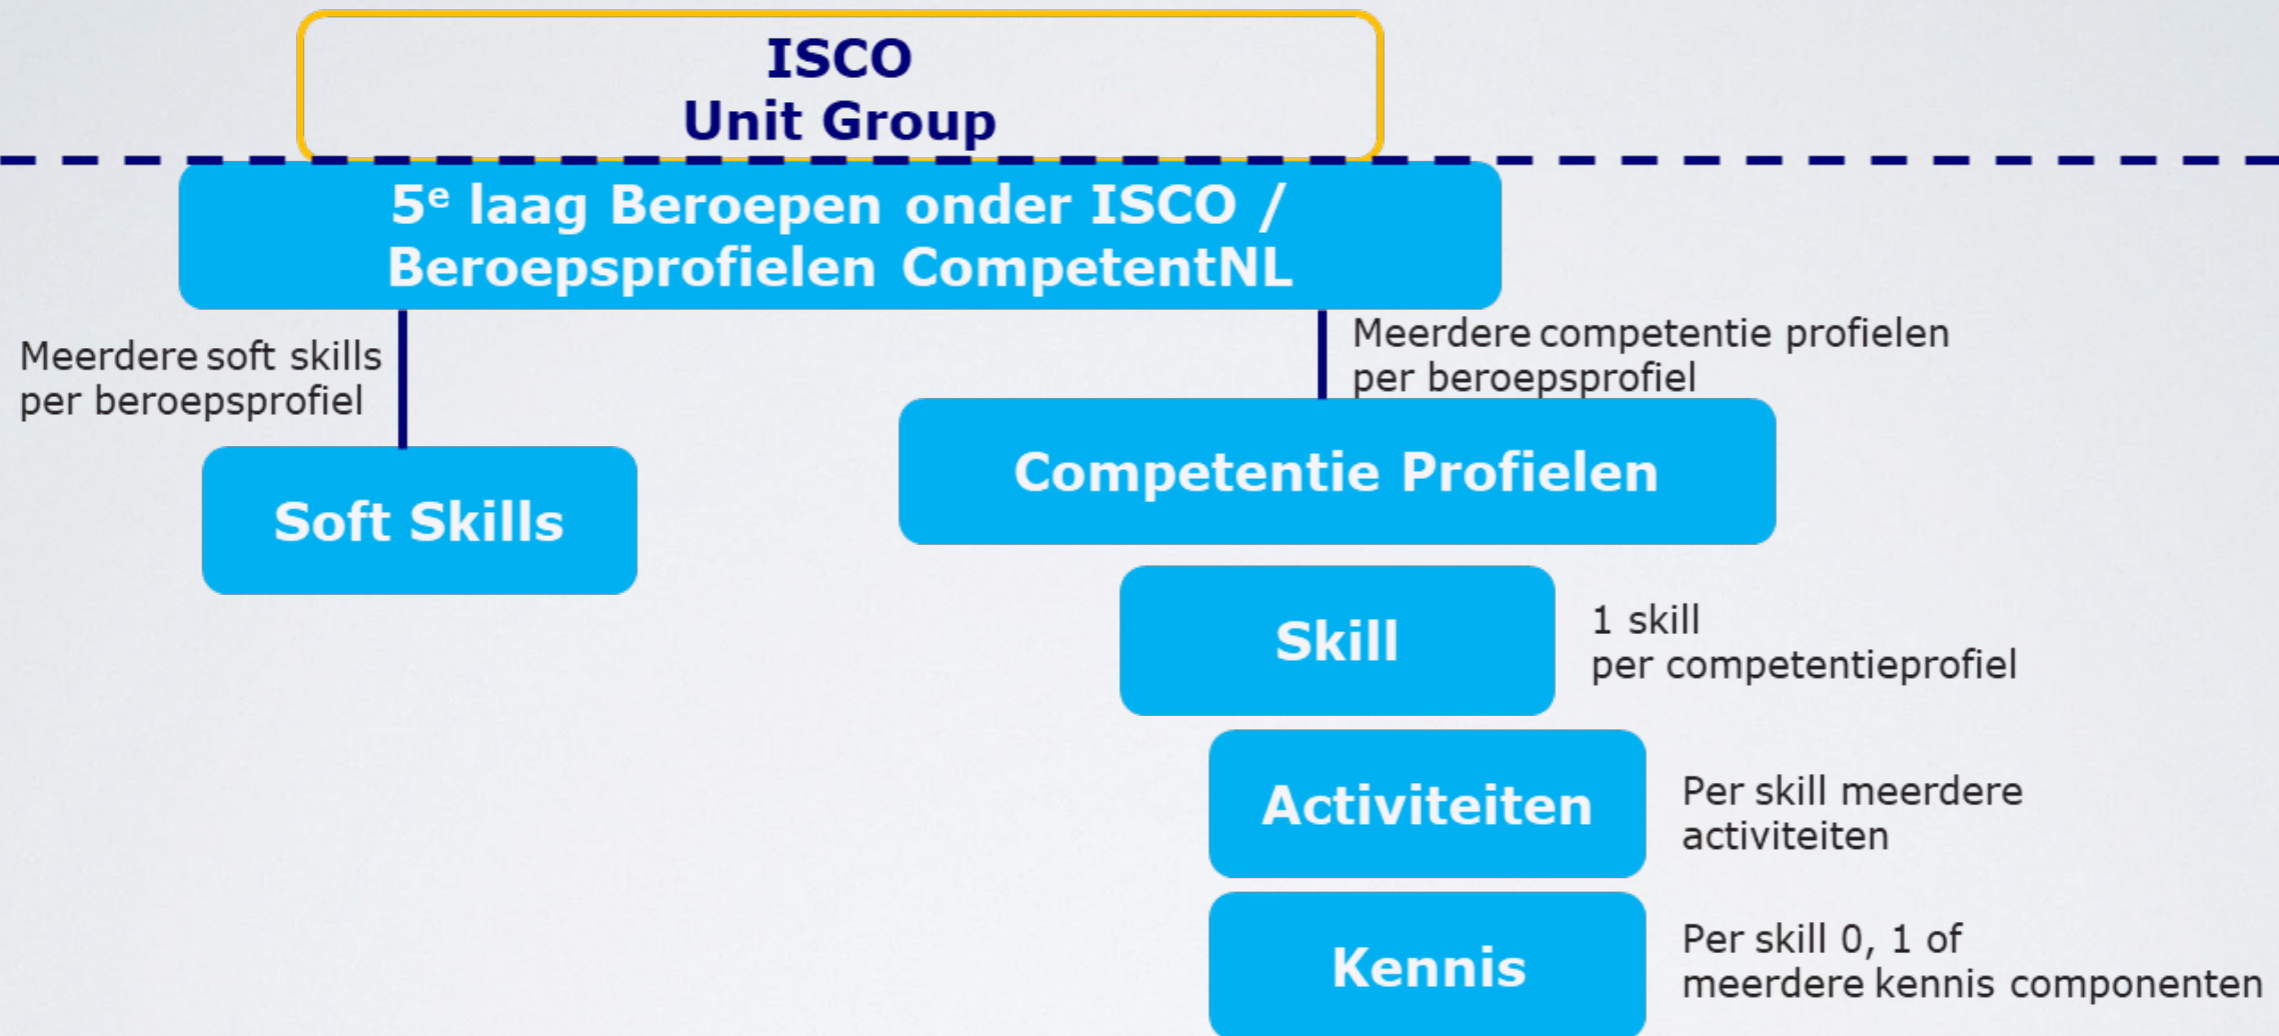 ISCO
Unit Group
5e laag Beroepen onder ISCO /
Beroepsprofielen CompetentNL
Meerdere soft skills
per beroepsprofiel
Meerdere competentie profielen
per beroepsprofiel
Soft Skills
Competentie Profielen
Skill
1 skill
per competentieprofiel
Activiteiten
Per skill meerdere
activiteiten
Kennis
Per skill 0, 1 of
meerdere kennis componenten